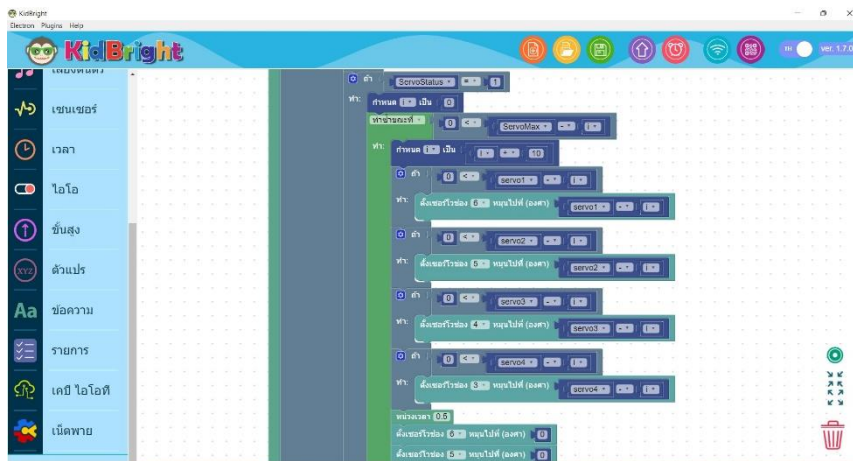 KidBright
Electron Plugins Help
KidBright
TH
ver. 1.7.0
เสียงดนตรี
เซนเซอร์
เวลา
ไอโอ
ขั้นสูง
ตัวแปร
ข้อความ
รายการ
เคบี ไอโอที
เน็ตพาย
ถ้า ServoStatus = 1
ทำ: กำหนด i เป็น 0
ทำซ้ำขณะที่ 0 < ServoMax - i
ทำ: กำหนด i เป็น i + 10
ถ้า 0 < servo1 - i
ทำ: ตั้งเซอร์โวช่อง 6 หมุนไปที่ (องศา) servo1 - i
ถ้า 0 < servo2 - i
ทำ: ตั้งเซอร์โวช่อง 5 หมุนไปที่ (องศา) servo2 - i
ถ้า 0 < servo3 - i
ทำ: ตั้งเซอร์โวช่อง 4 หมุนไปที่ (องศา) servo3 - i
ถ้า 0 < servo4 - i
ทำ: ตั้งเซอร์โวช่อง 3 หมุนไปที่ (องศา) servo4 - i
หน่วงเวลา 0.5
ตั้งเซอร์โวช่อง 6 หมุนไปที่ (องศา) 0
ตั้งเซอร์โวช่อง 5 หมุนไปที่ (องศา) 0